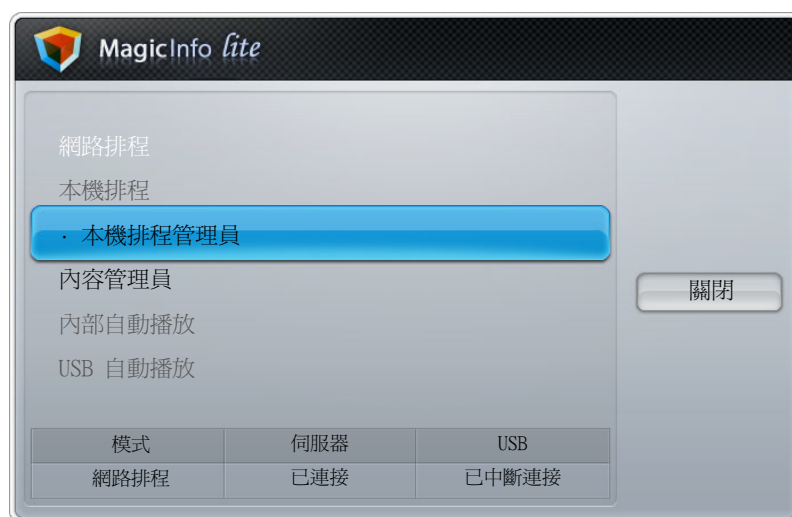 MagicInfo lite
網路排程
本機排程
· 本機排程管理員
內容管理員
關閉
內部自動播放
USB 自動播放
模式 伺服器 USB
網路排程 已連接 已中斷連接